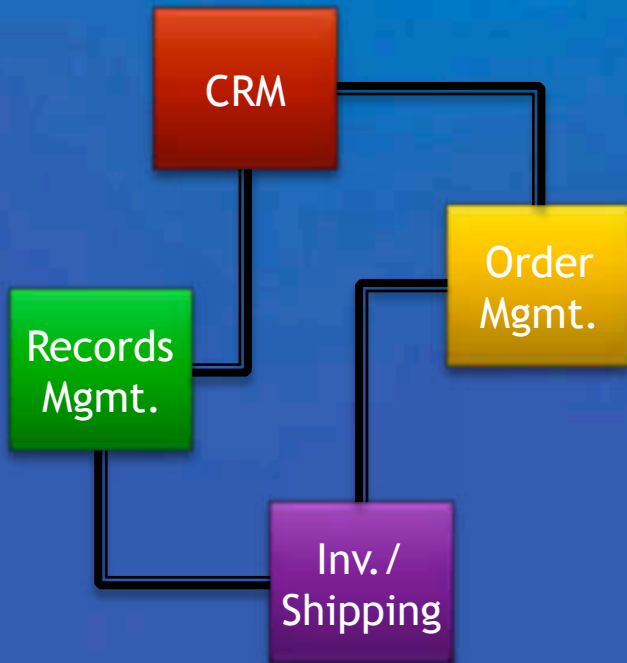 CRM
Order
Mgmt.
Records
Mgmt.
Inv./
Shipping